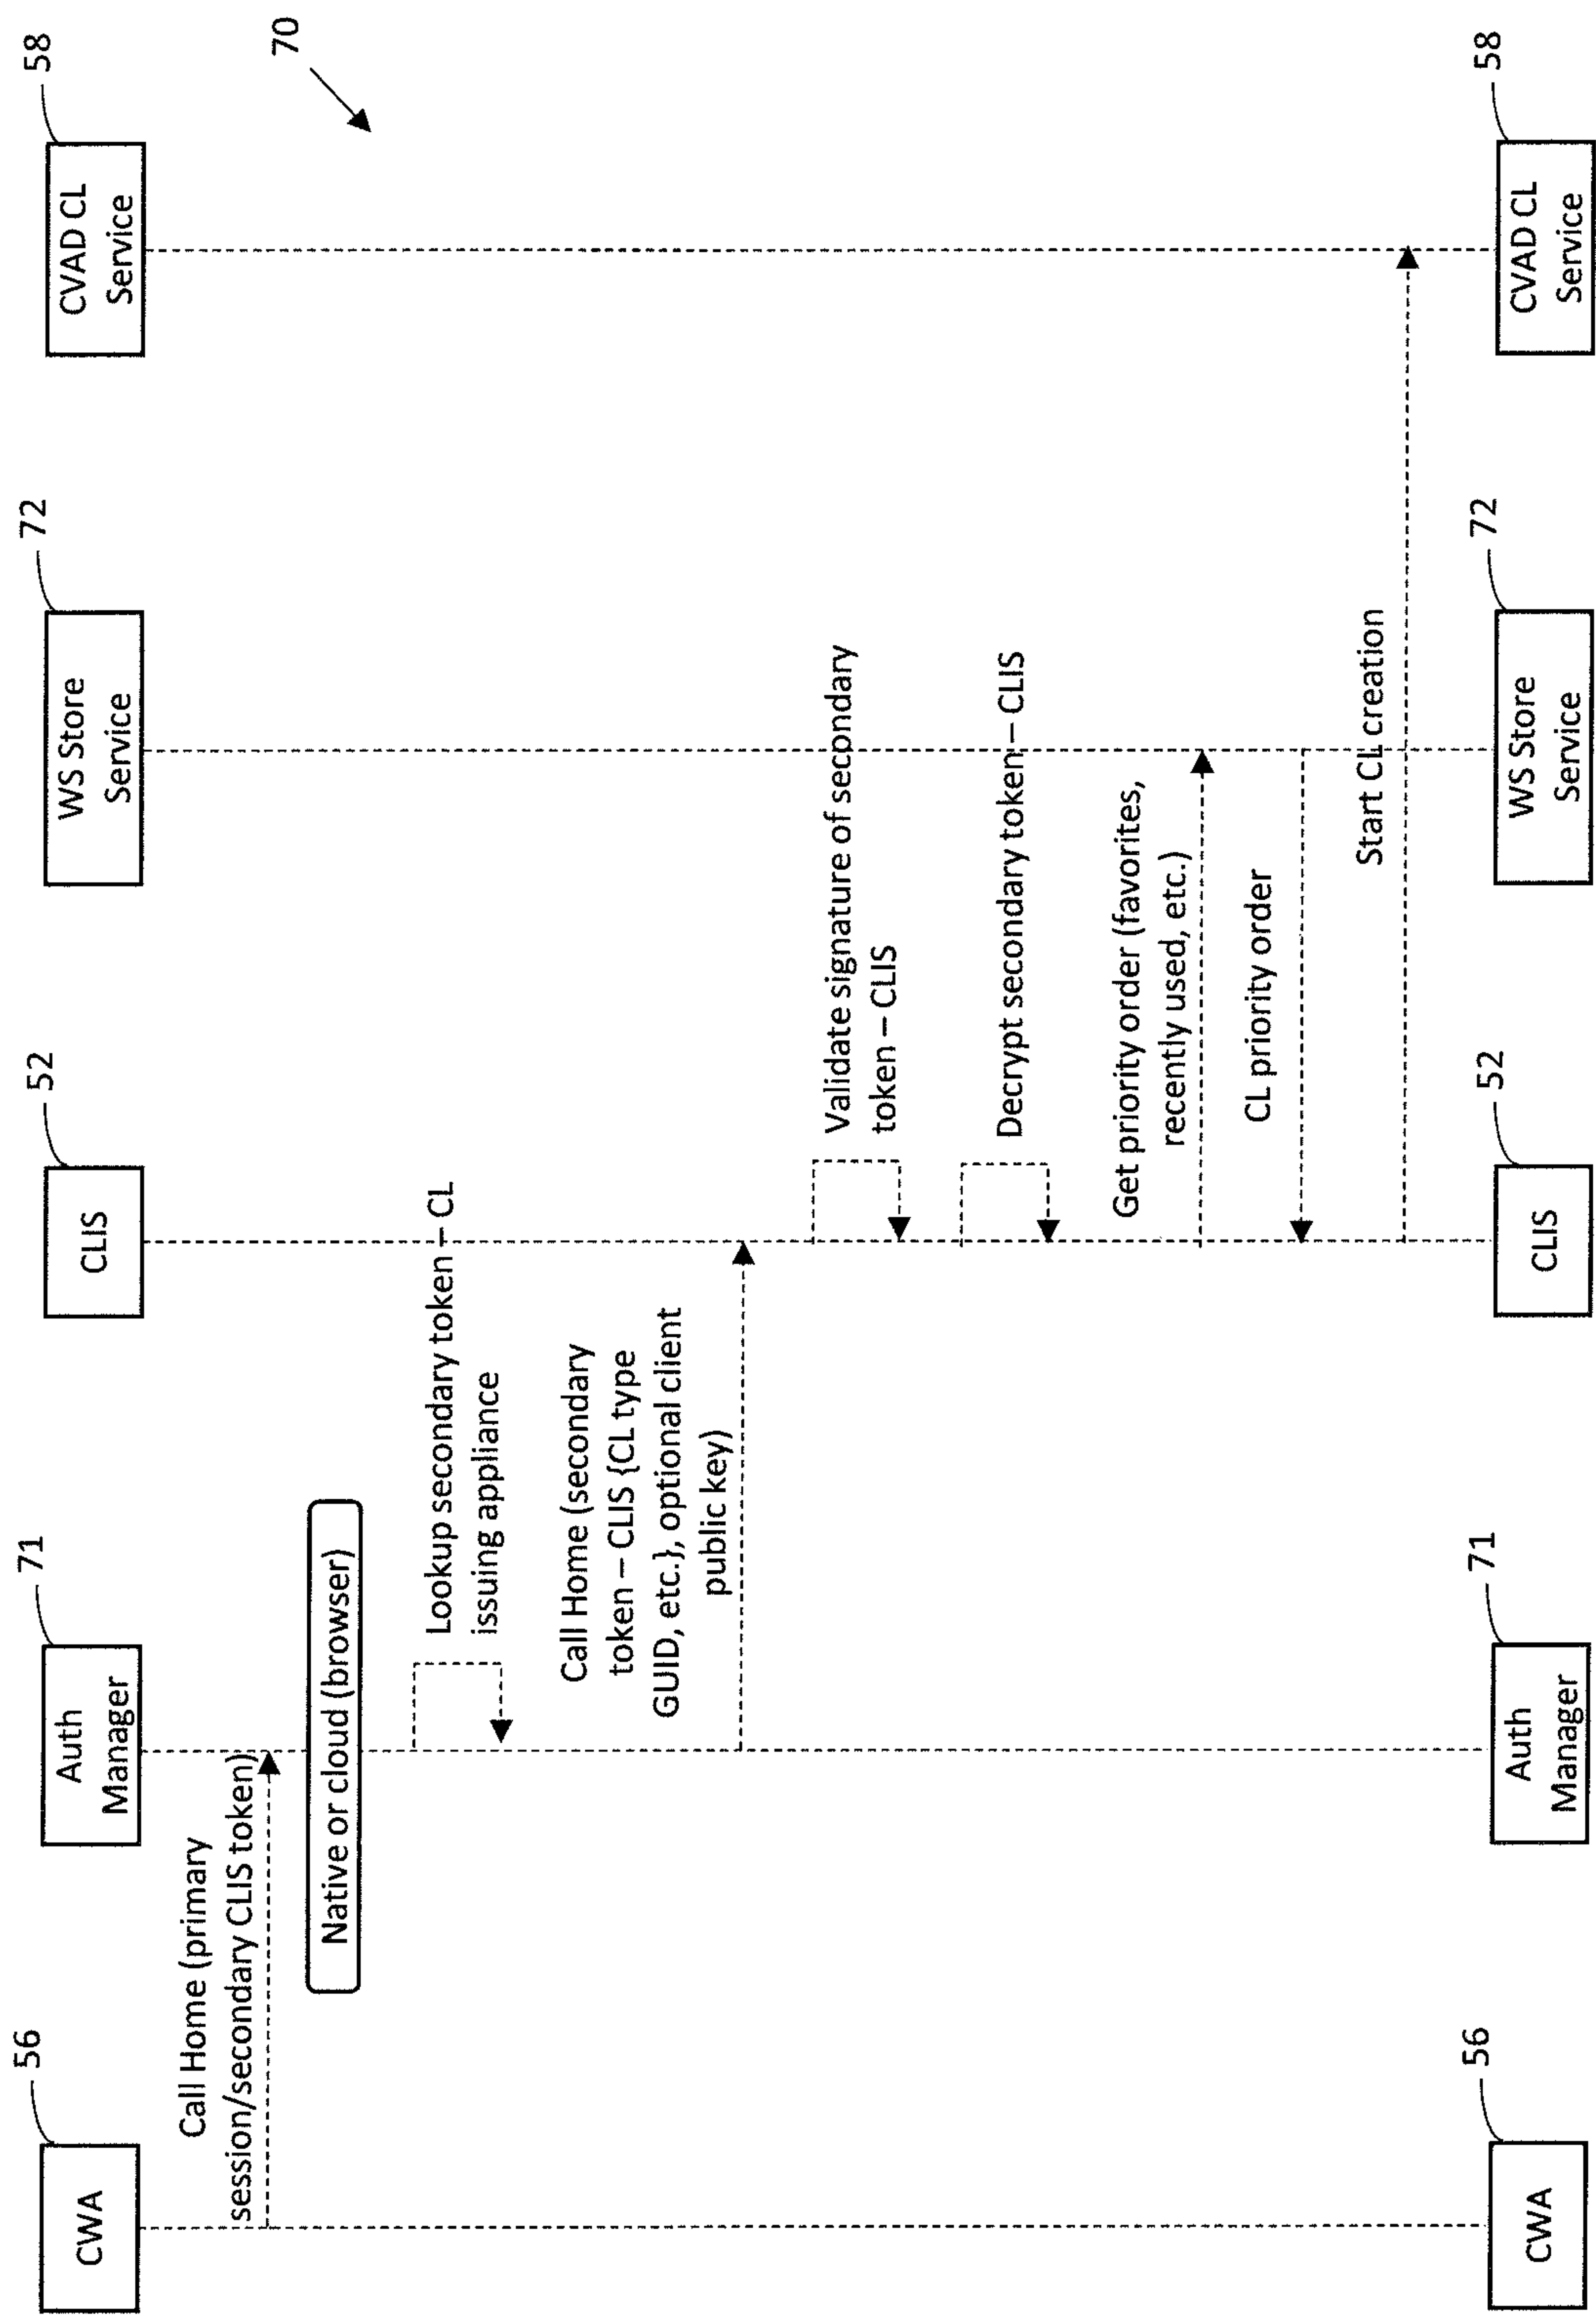 70
56
CWA
71
Auth
Manager
52
CLIS
72
WS Store
Service
58
CVAD CL
Service
Call Home (primary
session/secondary CLIS token)
Native or cloud (browser)
Lookup secondary token – CL
issuing appliance
Call Home (secondary
token – CLIS {CL type
GUID, etc.}, optional client
public key)
Validate signature of secondary
token – CLIS
Decrypt secondary token – CLIS
Get priority order (favorites,
recently used, etc.)
CL priority order
Start CL creation
56
CWA
71
Auth
Manager
52
CLIS
72
WS Store
Service
58
CVAD CL
Service